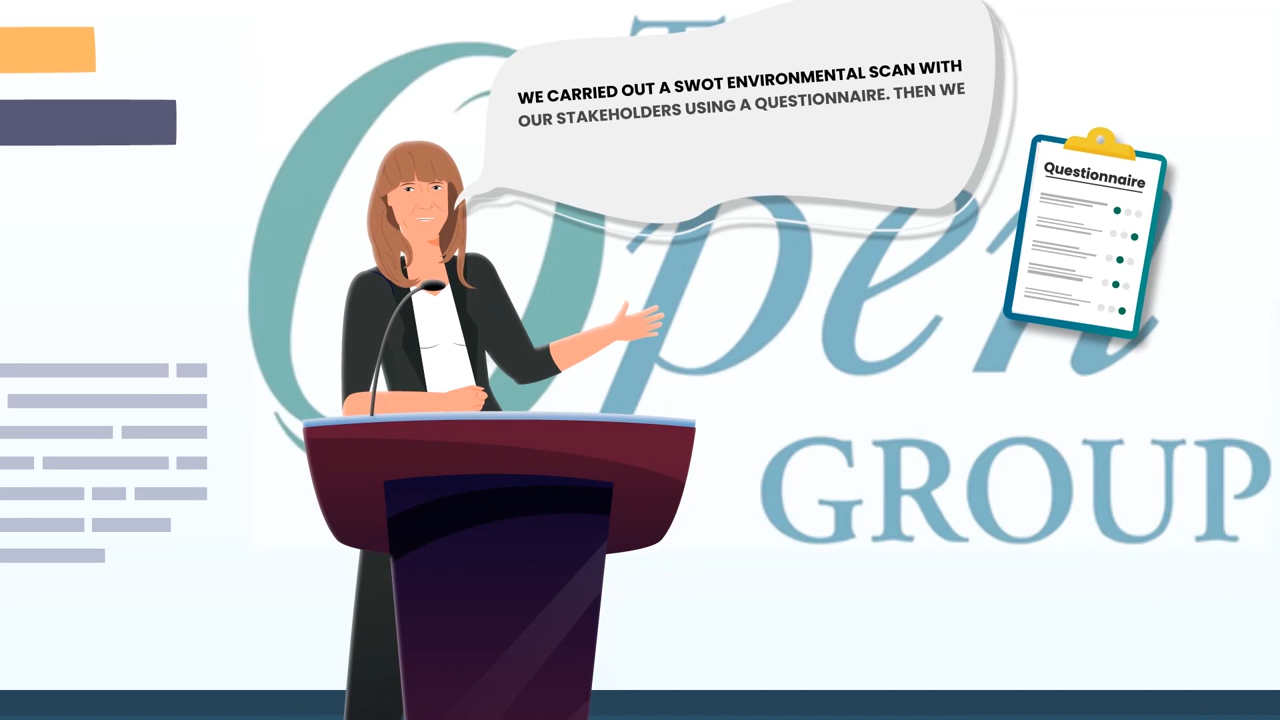 T
Open
GROUP
WE CARRIED OUT A SWOT ENVIRONMENTAL SCAN WITH
OUR STAKEHOLDERS USING A QUESTIONNAIRE. THEN WE
Questionnaire